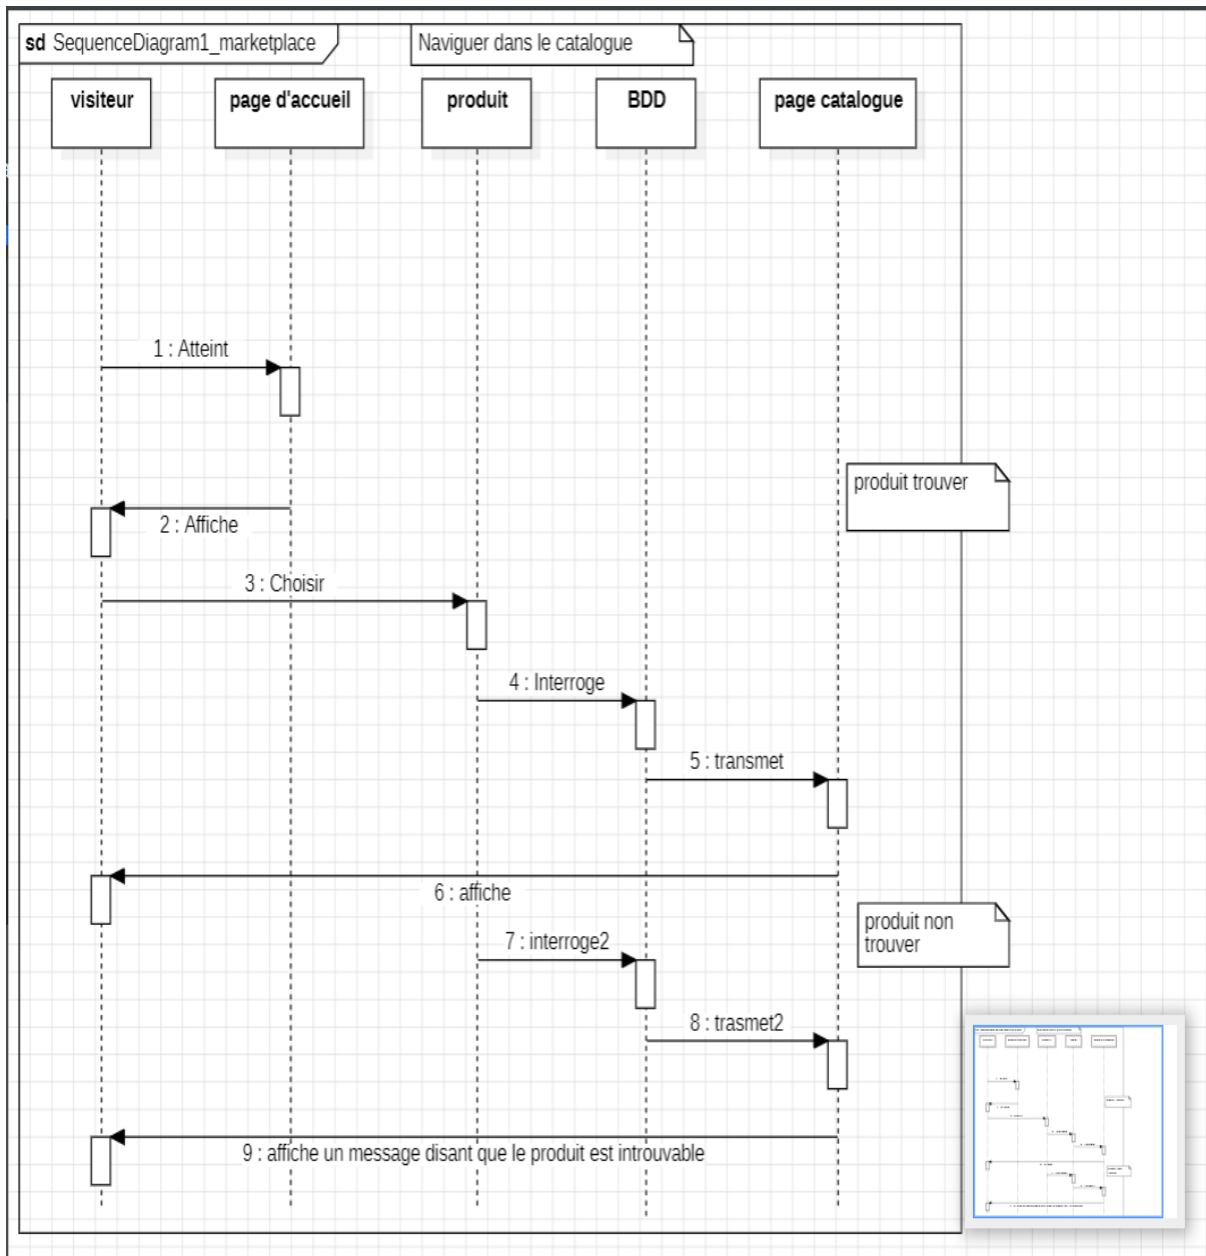 sd SequenceDiagram1_marketplace
Naviguer dans le catalogue
visiteur
page d'accueil
produit
BDD
page catalogue
1 : Atteint
produit trouver
2 : Affiche
3 : Choisir
4 : Interroge
5 : transmet
6 : affiche
produit non
trouver
7 : interroge2
8 : trasmet2
9 : affiche un message disant que le produit est introuvable